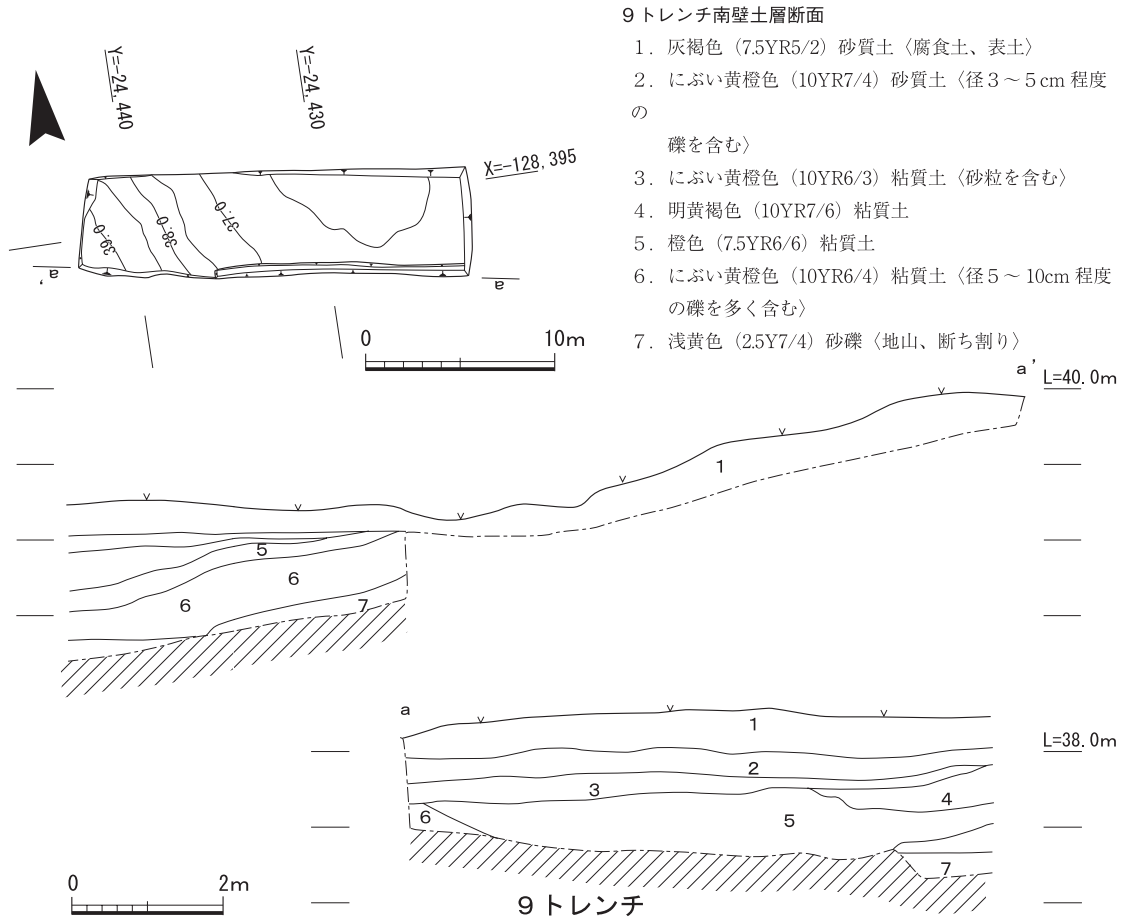 9トレンチ南壁土層断面
1．灰褐色（7.5YR5/2）砂質土〈腐食土、表土〉
2．にぶい黄橙色（10YR7/4）砂質土〈径3～5cm 程度
の
礫を含む〉
3．にぶい黄橙色（10YR6/3）粘質土〈砂粒を含む〉
4．明黄褐色（10YR7/6）粘質土
5．橙色（7.5YR6/6）粘質土
6．にぶい黄橙色（10YR6/4）粘質土〈径5～10cm 程度
の礫を多く含む〉
7．浅黄色（2.5Y7/4）砂礫〈地山、断ち割り〉
Y=-24,440
Y=-24,430
X=-128,395
39.0
38.0
37.0
a'
a
0 10m
a'
L=40.0m
1
5
6
6
7
a
1
L=38.0m
2
3
4
5
6
7
0 2m
9トレンチ